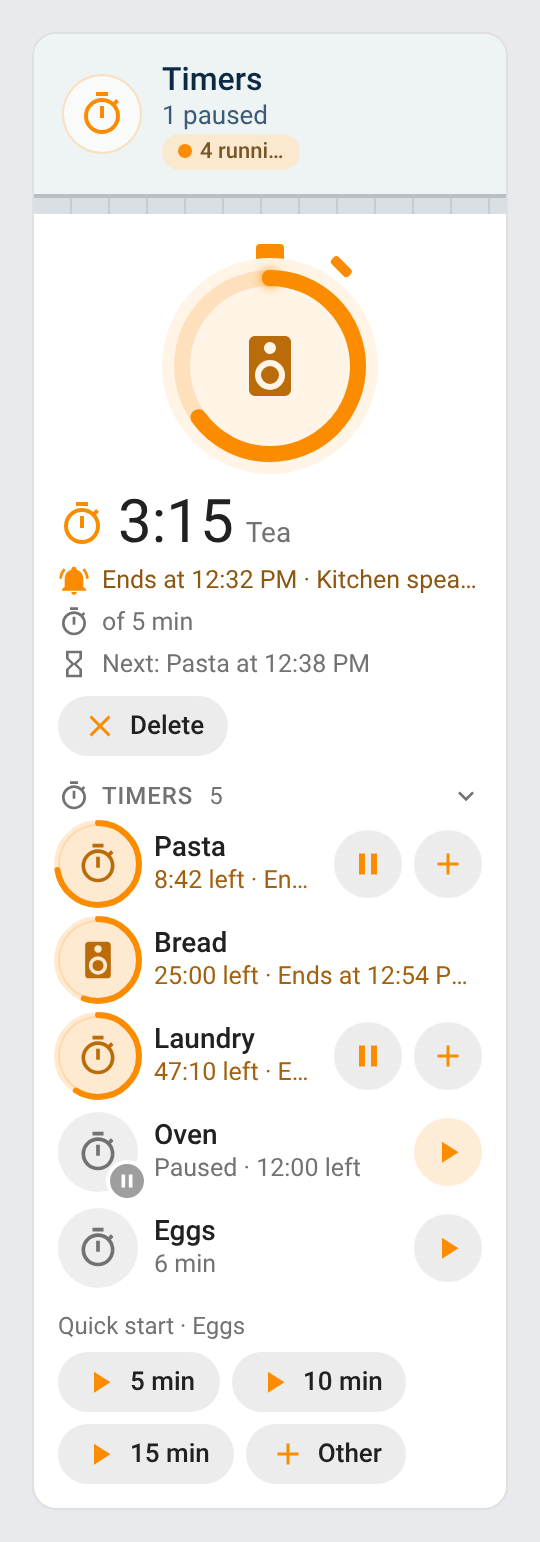 Timers
1 paused
4 runni…
3:15 Tea
Ends at 12:32 PM · Kitchen spea…
of 5 min
Next: Pasta at 12:38 PM
Delete
TIMERS 5
Pasta
8:42 left · En…
Bread
25:00 left · Ends at 12:54 P…
Laundry
47:10 left · E…
Oven
Paused · 12:00 left
Eggs
6 min
Quick start · Eggs
5 min
10 min
15 min
Other